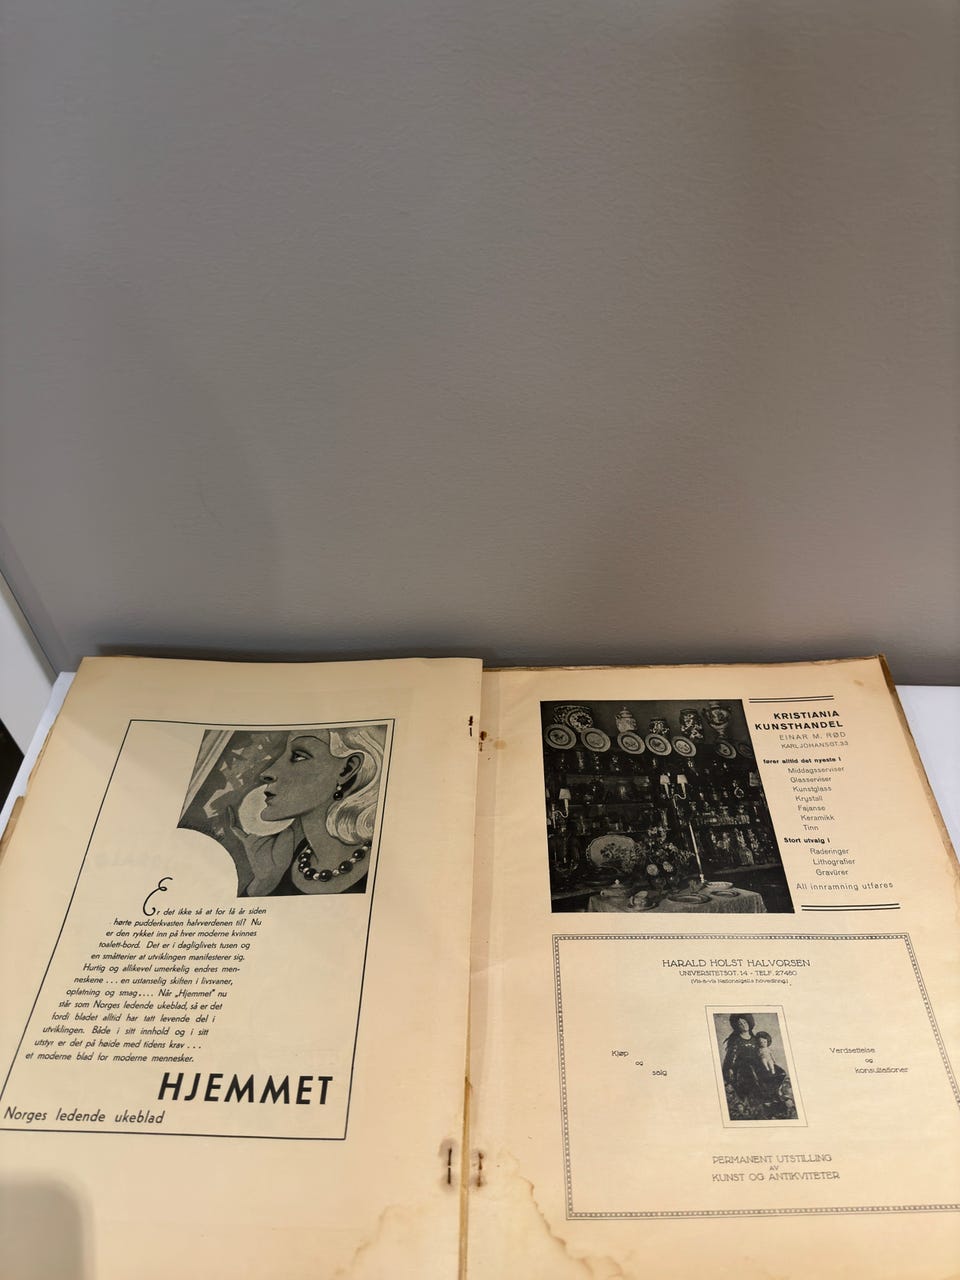 Er det ikke så at for få år siden
hørte pudderkvasten halvverdenen til? Nu
er den rykket inn på hver moderne kvinnes
toalett-bord. Det er i dagliglivets tusen og
en småtterier at utviklingen manifesterer sig.
Hurtig og allikevel umerkelig endres men-
neskene ... en ustanselig skiften i livsvaner,
opfatning og smag.... Når „Hjemmet" nu
står som Norges ledende ukeblad, så er det
fordi bladet alltid har tatt levende del i
utviklingen. Både i sitt innhold og i sitt
utstyr er det på høide med tidens krav ...
et moderne blad for moderne mennesker.
HJEMMET
Norges ledende ukeblad
KRISTIANIA
KUNSTHANDEL
EINAR M. RØD
KARL JOHANSGT. 33
fører alltid det nyeste i
Middagsserviser
Glasserviser
Kunstglass
Krystall
Fajanse
Keramikk
Tinn
Stort utvalg i
Raderinger
Lithografier
Gravürer
All innramning utføres
HARALD HOLST HALVORSEN
UNIVERSITETSGT. 14 - TELF. 27480
(Vis-à-vis Nationalgalla. hovedinng.)
Kjøp
og
salg
Verdsettelse
og
konsultationer
PERMANENT UTSTILLING
AV
KUNST OG ANTIKVITETER